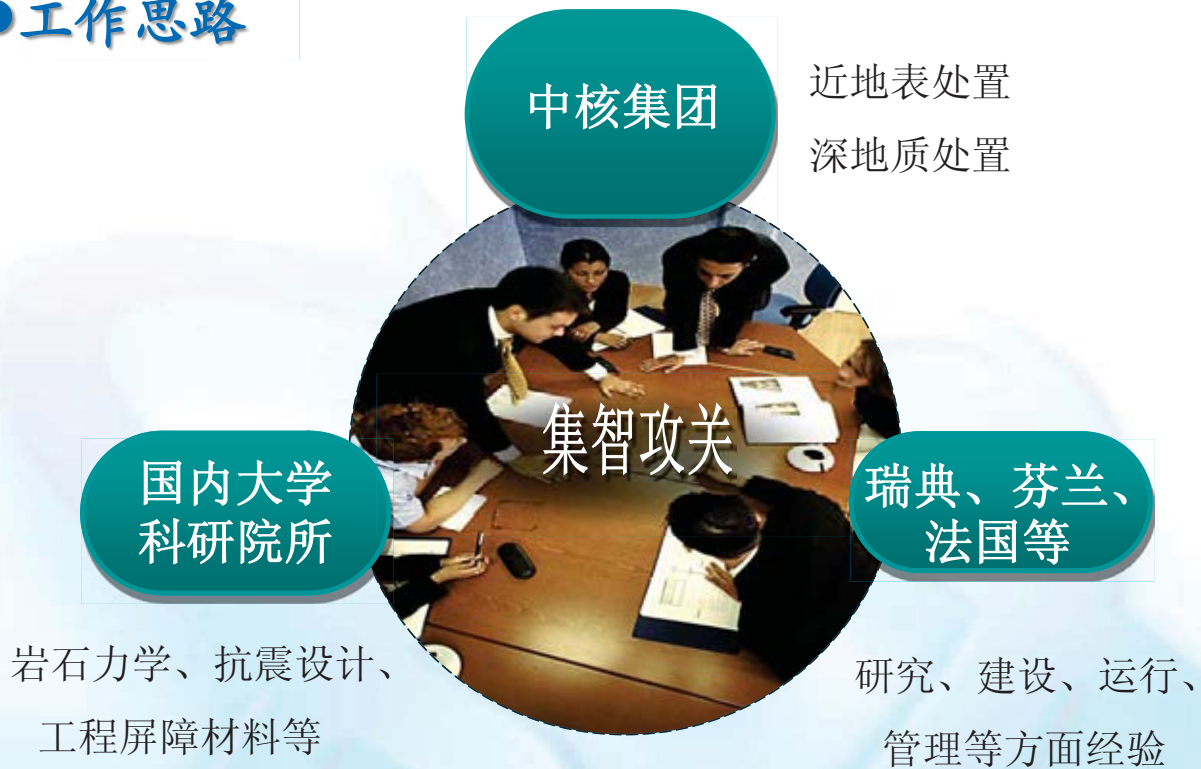 ●工作思路
中核集团
近地表处置
深地质处置
集智攻关
国内大学
科研院所
瑞典、芬兰、
法国等
岩石力学、抗震设计、
工程屏障材料等
研究、建设、运行、
管理等方面经验